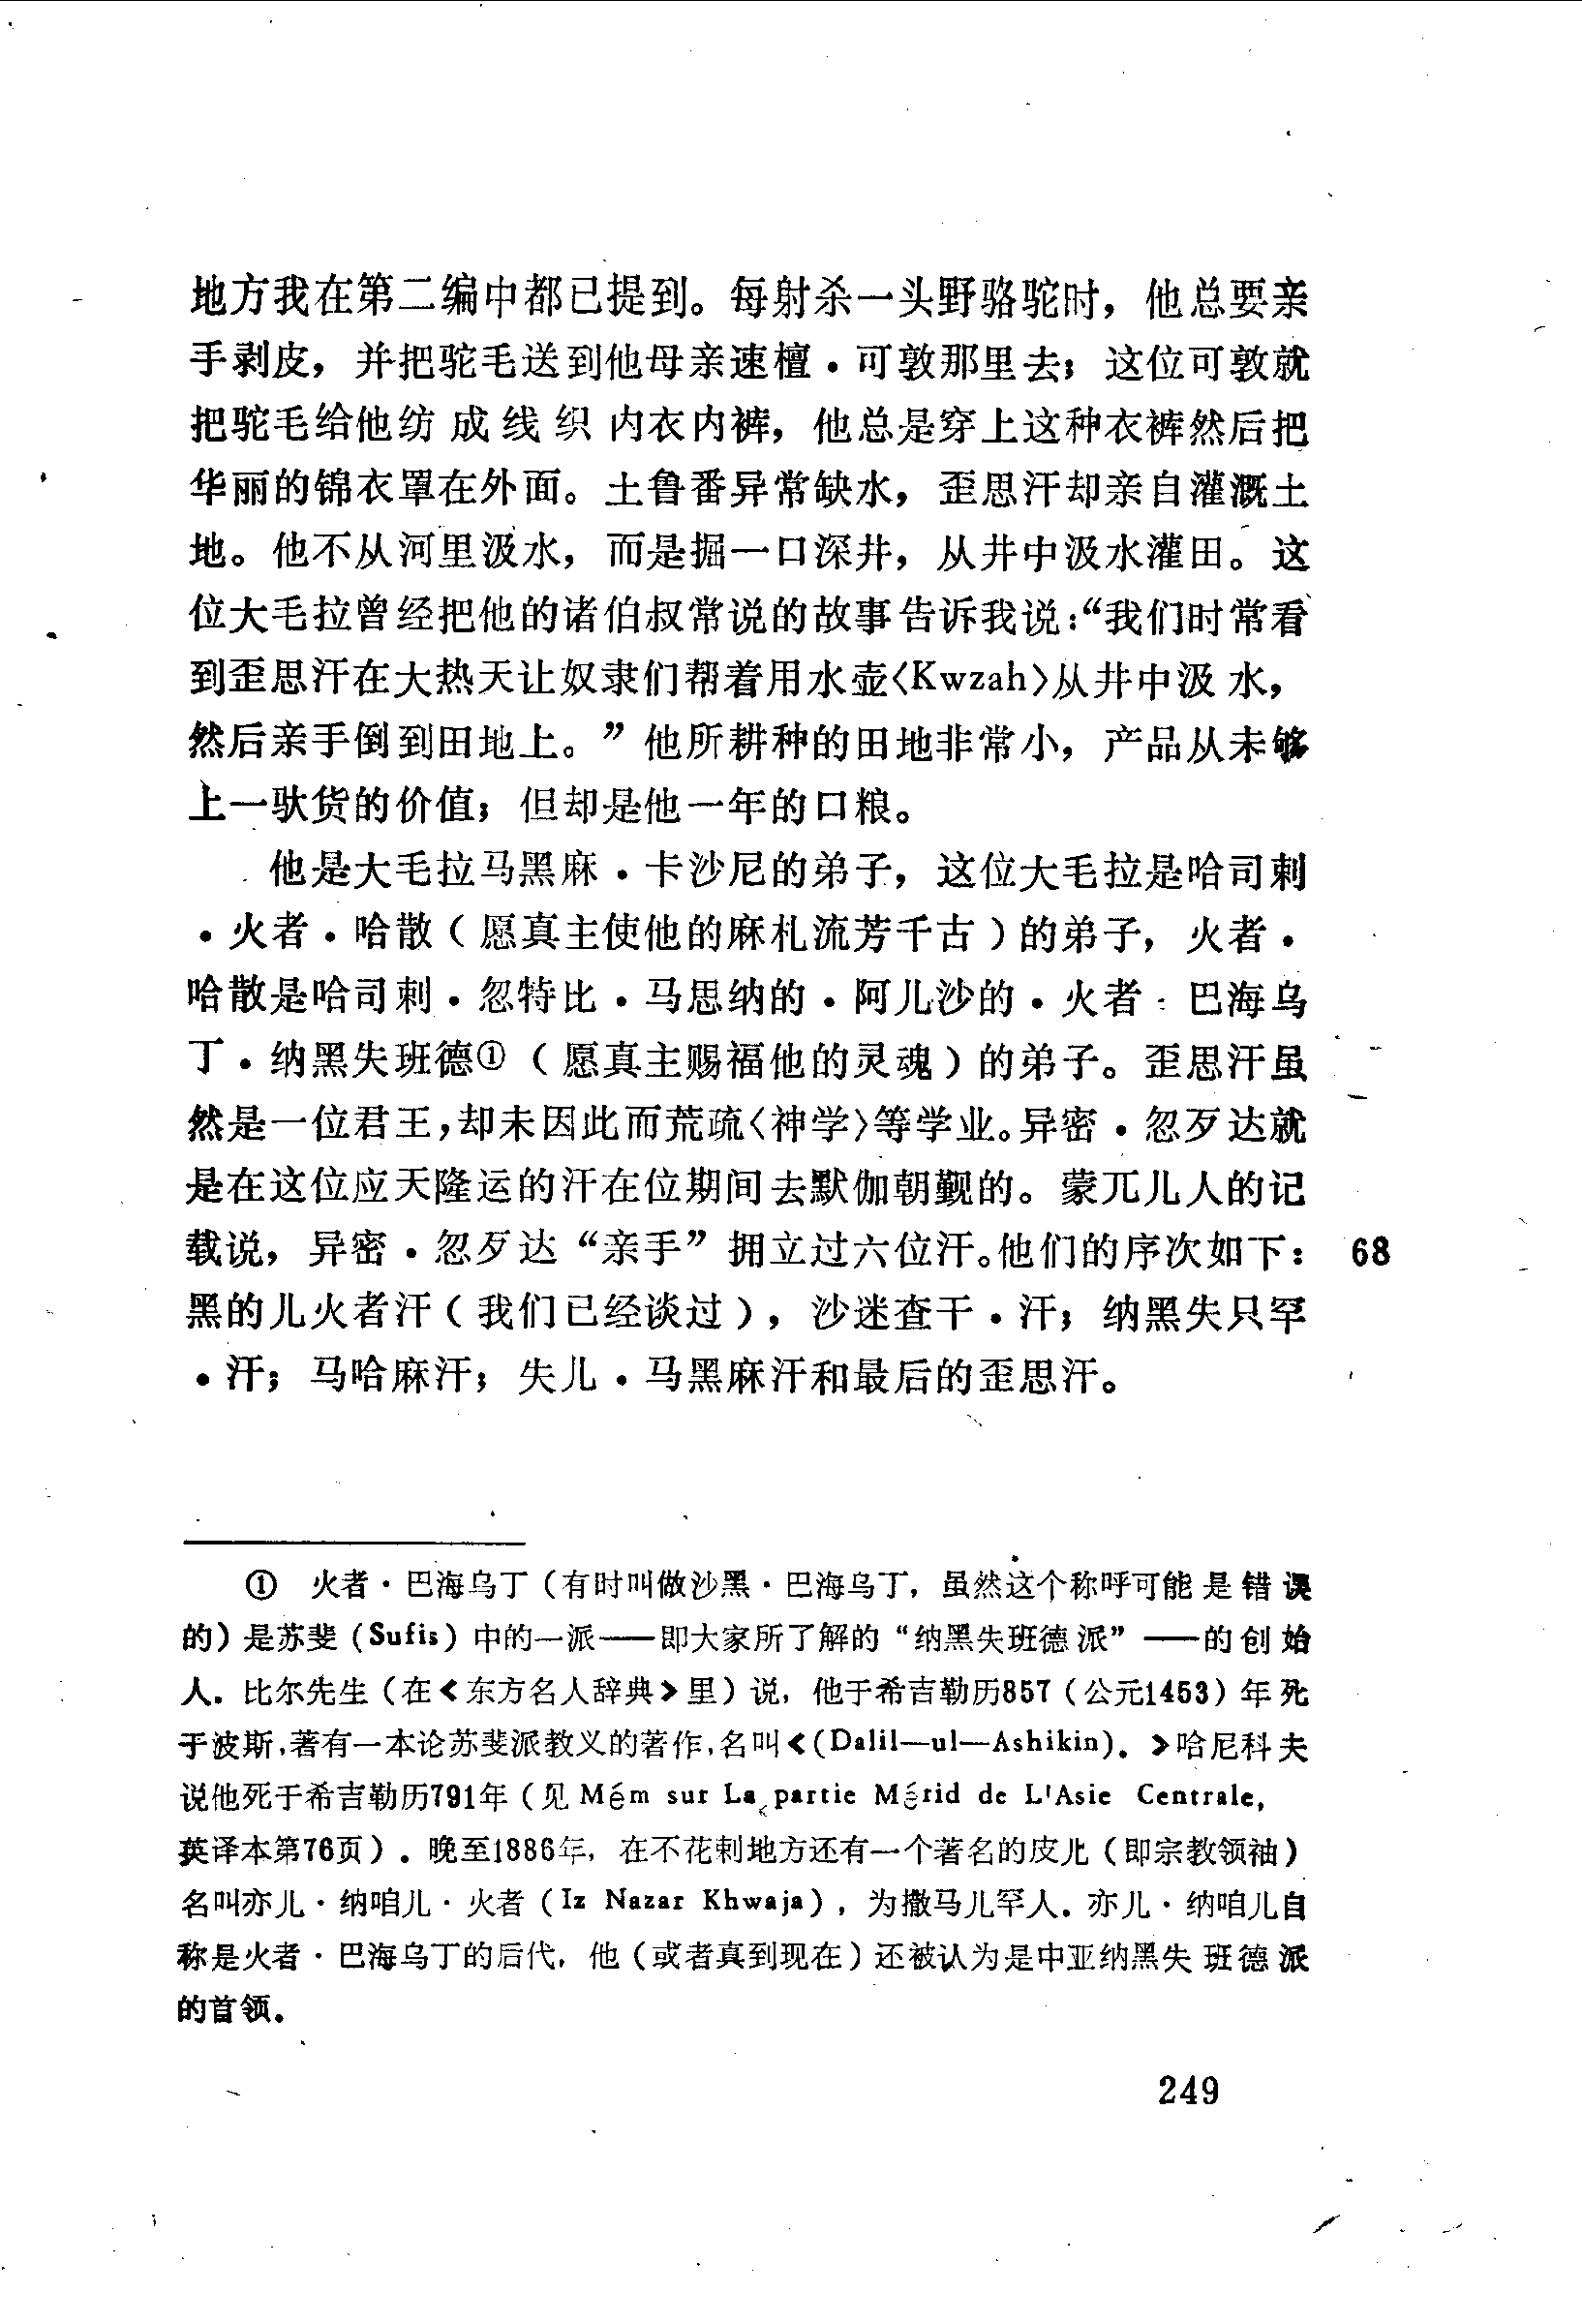 地方我在第二编中都已提到。每射杀一头野骆驼时，他总要亲
手剥皮，并把驼毛送到他母亲速檀·可敦那里去；这位可敦就
把驼毛给他纺成线织内衣内裤，他总是穿上这种衣裤然后把
华丽的锦衣罩在外面。土鲁番异常缺水，歪思汗却亲自灌溉土
地。他不从河里汲水，而是掘一口深井，从井中汲水灌田。这
位大毛拉曾经把他的诸伯叔常说的故事告诉我说：“我们时常看
到歪思汗在大热天让奴隶们帮着用水壶〈Kwzah〉从井中汲水，
然后亲手倒到田地上。”他所耕种的田地非常小，产品从未够
上一驮货的价值；但却是他一年的口粮。
他是大毛拉马黑麻·卡沙尼的弟子，这位大毛拉是哈司剌
·火者·哈散（愿真主使他的麻札流芳千古）的弟子，火者·
哈散是哈司剌·忽特比·马思纳的·阿儿沙的·火者：巴海乌
丁·纳黑失班德①（愿真主赐福他的灵魂）的弟子。歪思汗虽
然是一位君王，却未因此而荒疏〈神学〉等学业。异密·忽歹达就
是在这位应天隆运的汗在位期间去默伽朝觐的。蒙兀儿人的记
载说，异密·忽歹达“亲手”拥立过六位汗。他们的序次如下： 68
黑的儿火者汗（我们已经谈过），沙迷查干·汗；纳黑失只罕
·汗；马哈麻汗；失儿·马黑麻汗和最后的歪思汗。
① 火者·巴海乌丁（有时叫做沙黑·巴海乌丁，虽然这个称呼可能是错误
的）是苏斐（Sufis）中的一派——即大家所了解的“纳黑失班德派”——的创始
人。比尔先生（在《东方名人辞典》里）说，他于希吉勒历857（公元1453）年死
于波斯，著有一本论苏斐派教义的著作，名叫《(Dalil—ul—Ashikin)。》哈尼科夫
说他死于希吉勒历791年（见 Mém sur La partie Mérid de L'Asie Centrale,
英译本第76页）。晚至1886年，在不花剌地方还有一个著名的皮儿（即宗教领袖）
名叫亦儿·纳咱儿·火者（Iz Nazar Khwaja），为撒马儿罕人。亦儿·纳咱儿自
称是火者·巴海乌丁的后代，他（或者真到现在）还被认为是中亚纳黑失班德派
的首领。
249